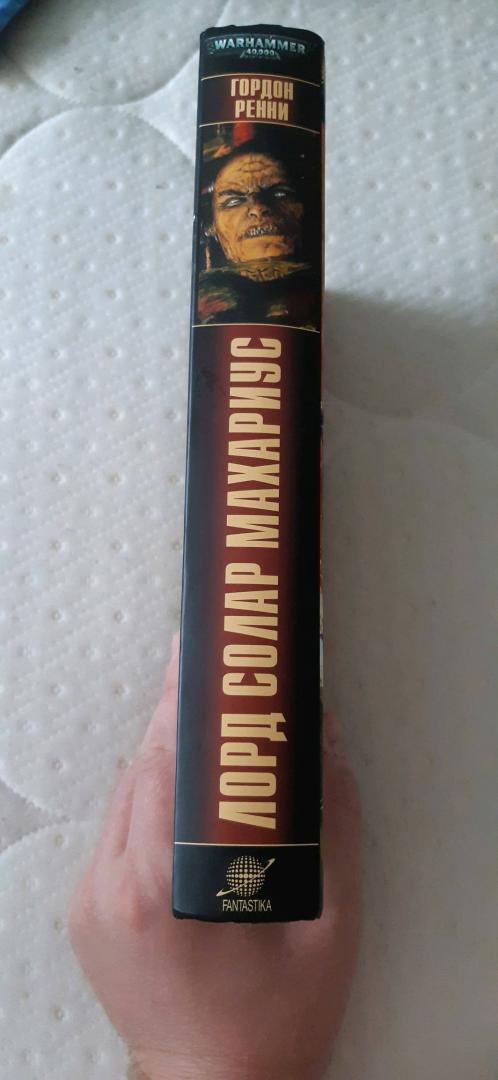 WARHAMMER
40,000
ГОРДОН
РЕННИ
ЛОРД СОЛАР МАХАРИУС
FANTASTIKA